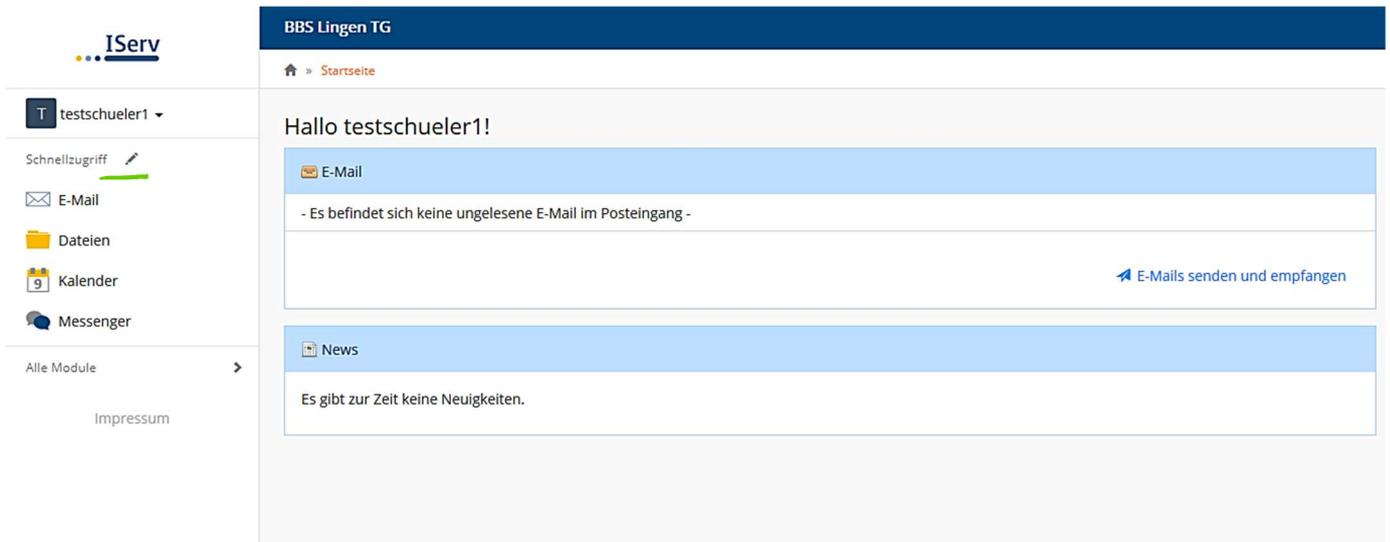 IServ
BBS Lingen TG
» Startseite
T testschueler1
Schnellzugriff
E-Mail
9
Dateien
Kalender
Messenger
Alle Module
Impressum
Hallo testschueler1!
E-Mail
- Es befindet sich keine ungelesene E-Mail im Posteingang -
E-Mails senden und empfangen
News
Es gibt zur Zeit keine Neuigkeiten.